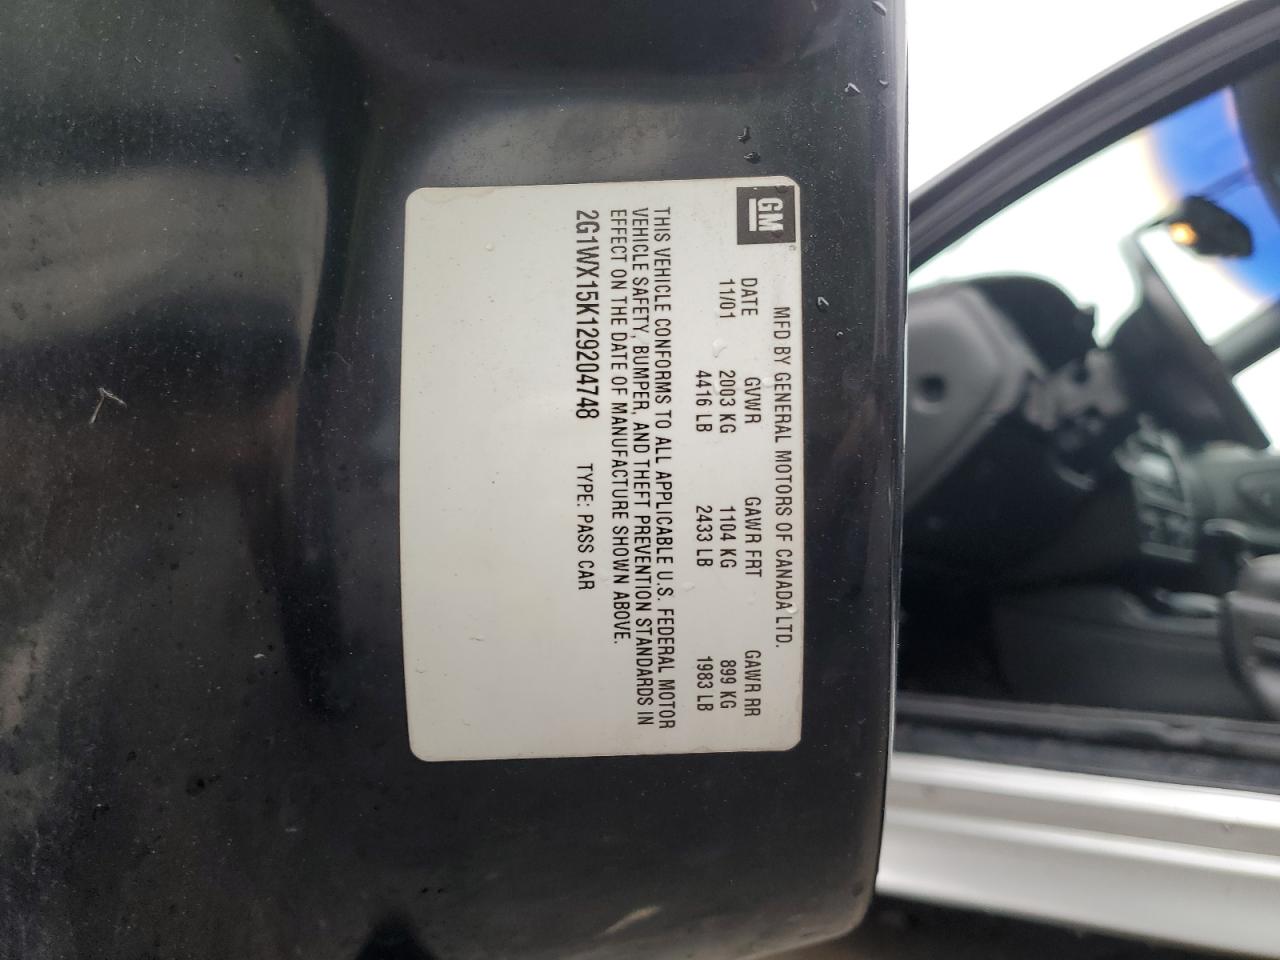 GM
MFD BY GENERAL MOTORS OF CANADA LTD.
DATE GVWR GAWR FRT GAWR RR
11/01 2003 KG 1104 KG 899 KG
4416 LB 2433 LB 1983 LB
THIS VEHICLE CONFORMS TO ALL APPLICABLE U.S. FEDERAL MOTOR
VEHICLE SAFETY, BUMPER, AND THEFT PREVENTION STANDARDS IN
EFFECT ON THE DATE OF MANUFACTURE SHOWN ABOVE.
2G1WX15K129204748 TYPE: PASS CAR